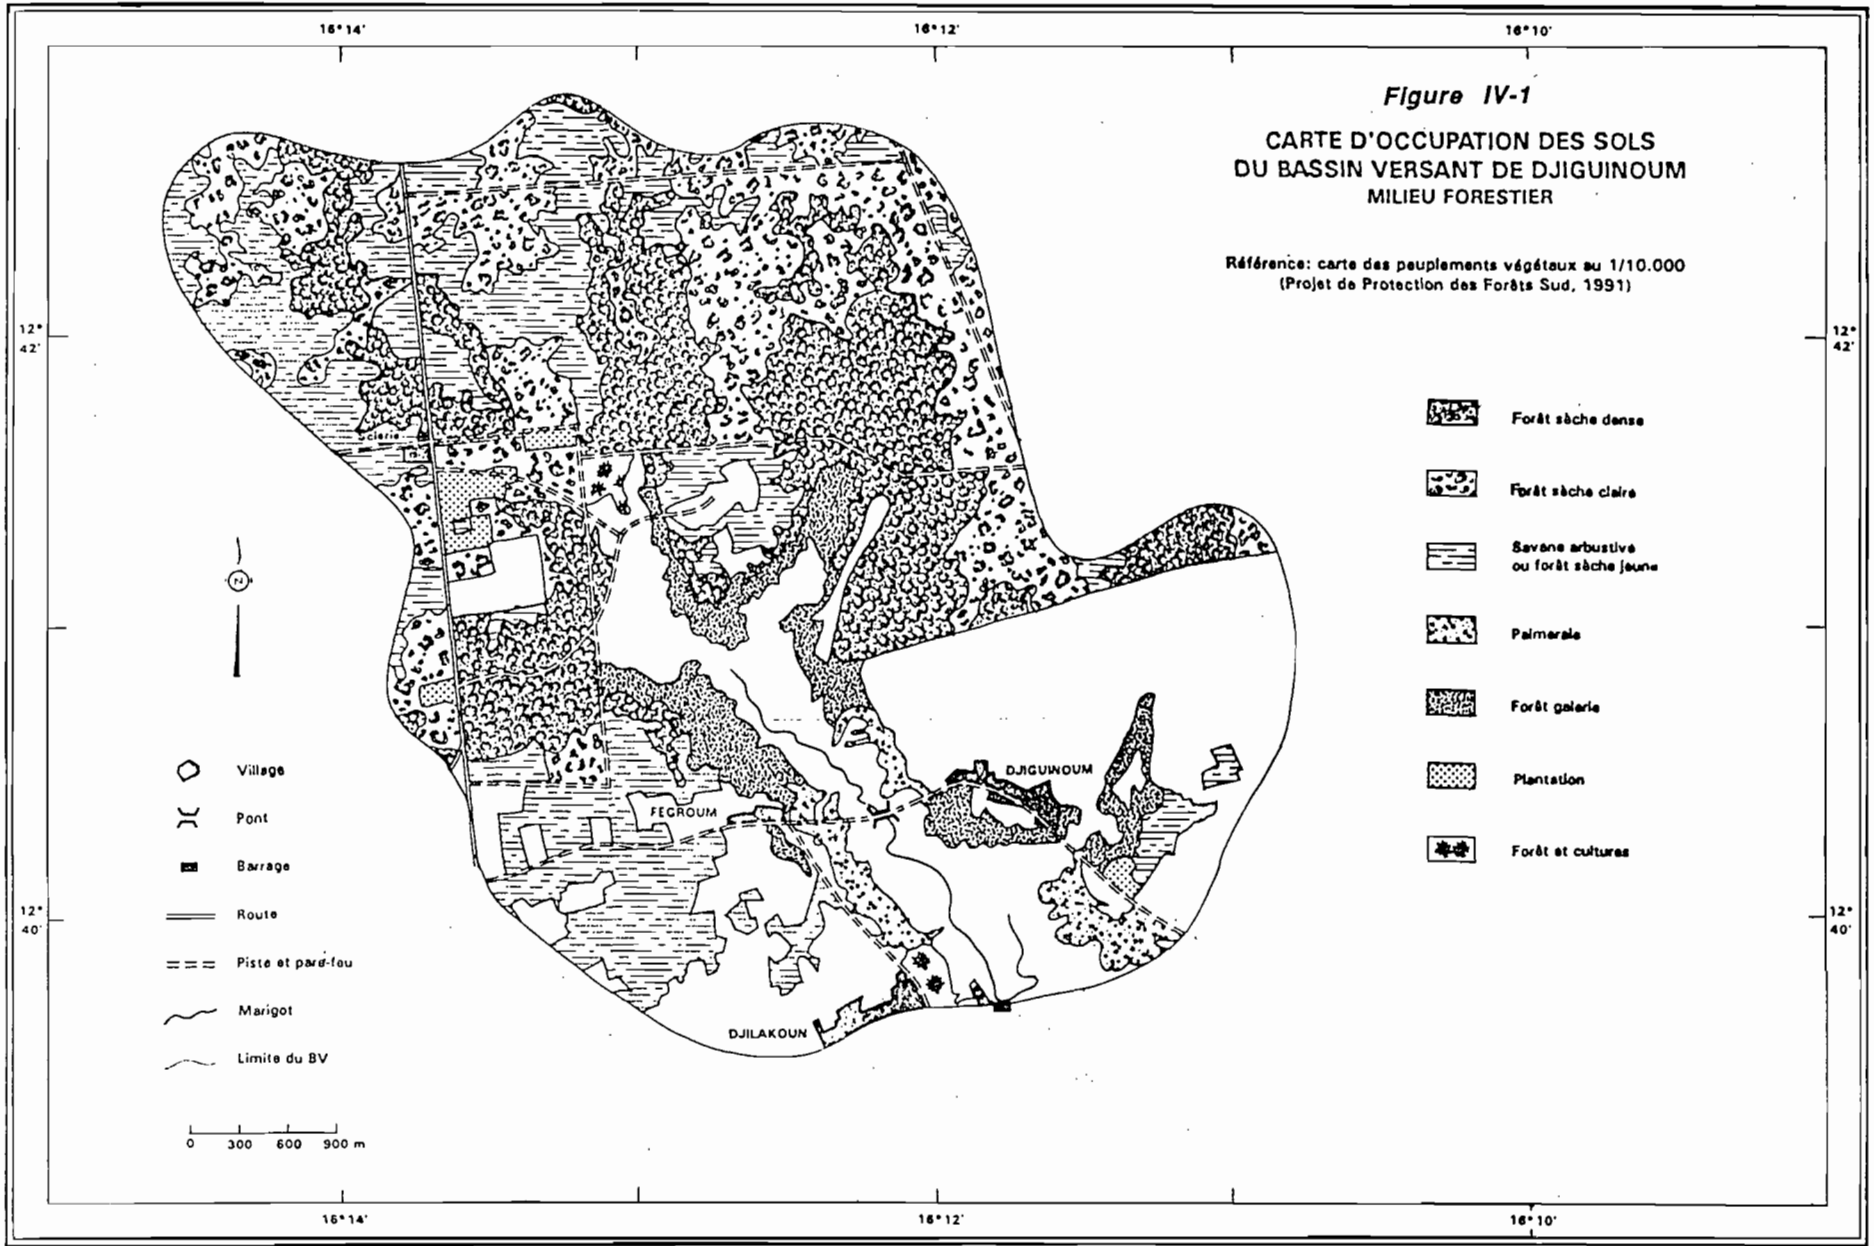 16°14'
16°12'
16°10'
Figure IV-1
CARTE D'OCCUPATION DES SOLS
DU BASSIN VERSANT DE DJIGUINOUM
MILIEU FORESTIER
Référence: carte des peuplements végétaux au 1/10.000
(Projet de Protection des Forêts Sud, 1991)
12°
42'
12°
42'
Forêt sèche dense
Forêt sèche claire
Savane arbustive
ou forêt sèche jeune
Palmeraie
Forêt galerie
Plantation
Forêt et cultures
Scierie
N
Village
Pont
Barrage
Route
Piste et pare-feu
Marigot
Limite du BV
DJIGUINOUM
FEGROUM
DJILAKOUN
12°
40'
12°
40'
0 300 600 900 m
16°14'
16°12'
16°10'